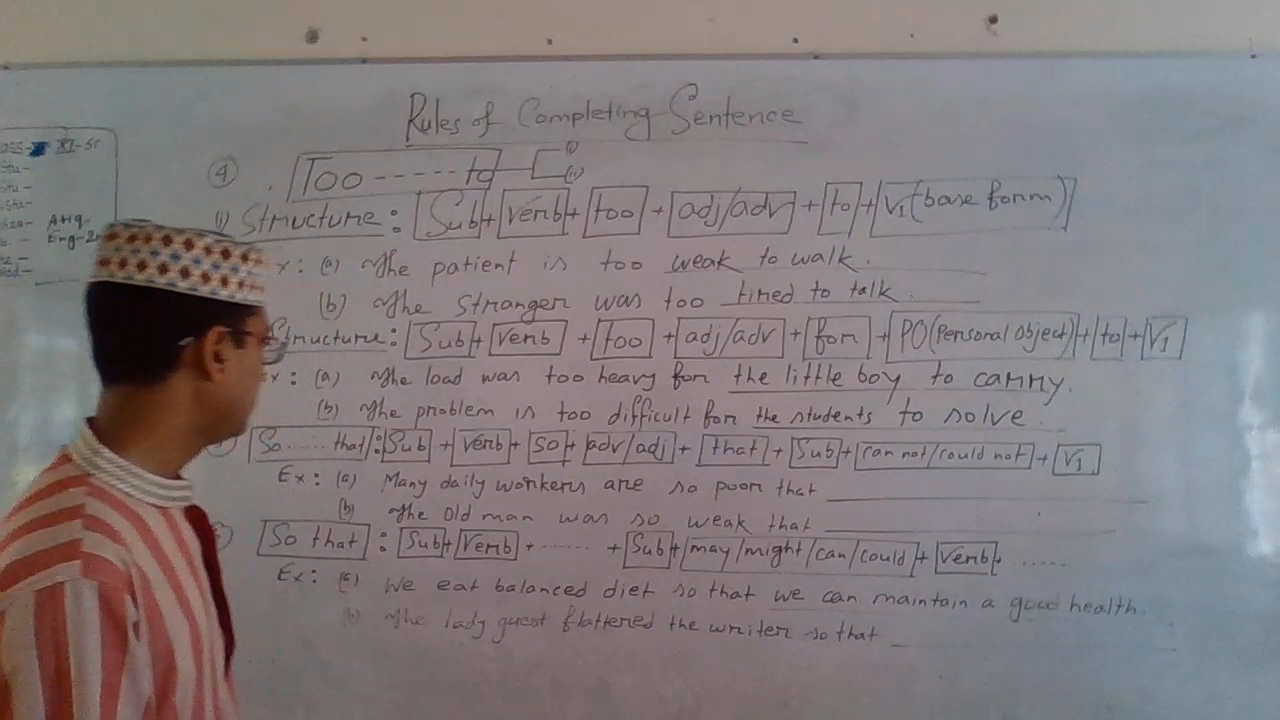 Rules of Completing Sentence
④ Too - - - - - to (i)
(ii)
(i) Structure: Sub + Verb + too + adj/adv + to + V1 (base form)
Ex: (a) The patient is too weak to walk.
(b) The stranger was too tired to talk.
Structure: Sub + Verb + too + adj/adv + for + PO (Personal Object) + to + V1
Ex: (a) The load was too heavy for the little boy to carry.
(b) The problem is too difficult for the students to solve.
So ...... that: Sub + Verb + so + adv/adj + that + Sub + can not/could not + V1
Ex: (a) Many daily workers are so poor that
(b) The old man was so weak that
So that: Sub + Verb + ...... + Sub + may/might/can/could + Verb + ......
Ex: (a) We eat balanced diet so that we can maintain a good health.
(b) The lady guest flattered the writer so that
XI-Sc